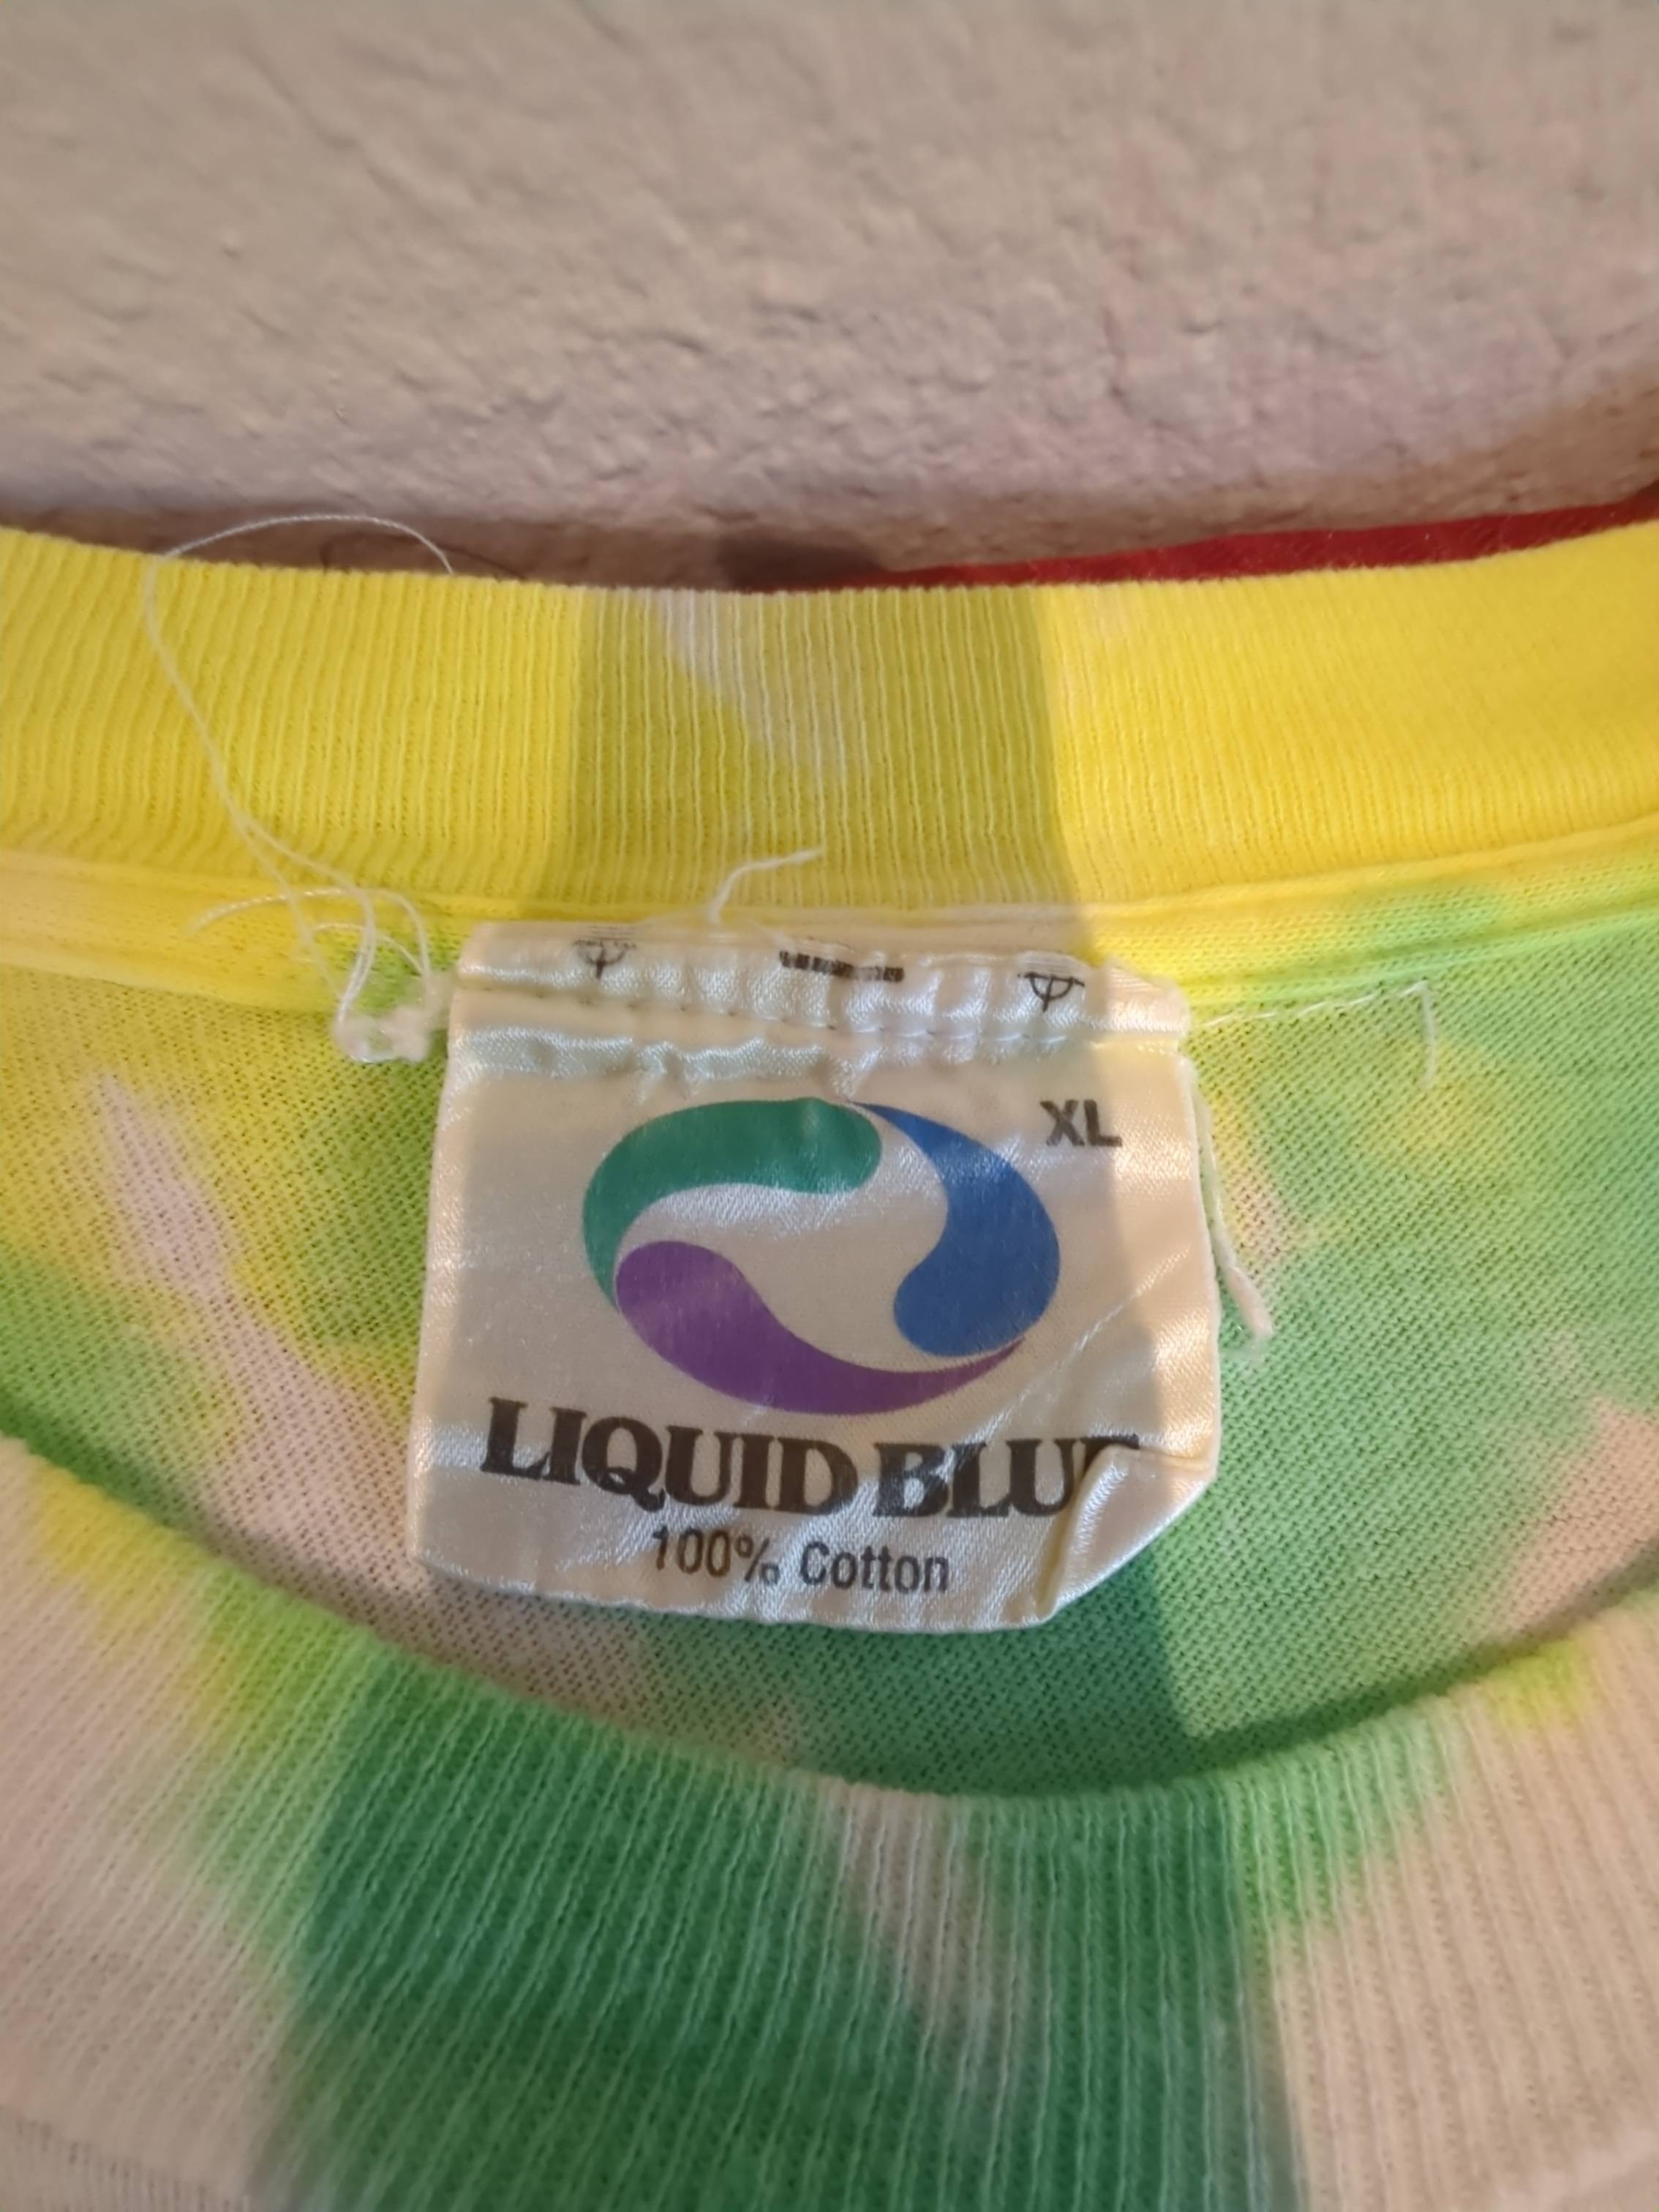 XL
LIQUID BLUE
100% Cotton